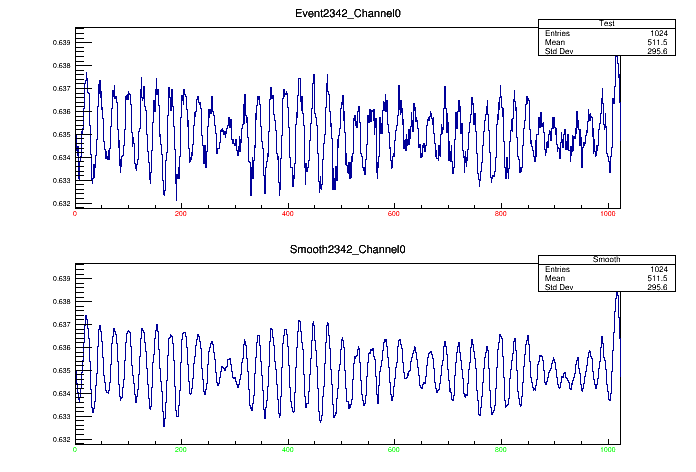 Event2342_Channel0
Test
Entries 1024
Mean 511.5
Std Dev 295.6
0.639
0.638
0.637
0.636
0.635
0.634
0.633
0.632
0 200 400 600 800 1000
Smooth2342_Channel0
Smooth
Entries 1024
Mean 511.5
Std Dev 295.6
0.639
0.638
0.637
0.636
0.635
0.634
0.633
0.632
0 200 400 600 800 1000